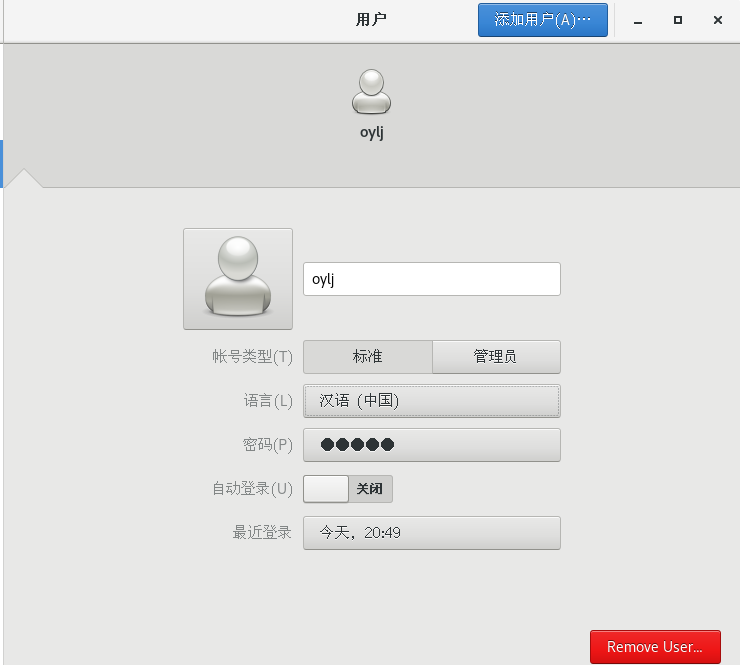 用户
添加用户(A)…
oylj
oylj
帐号类型(T) 标准 管理员
语言(L) 汉语 (中国)
密码(P) ●●●●●
自动登录(U) 关闭
最近登录 今天，20:49
Remove User...